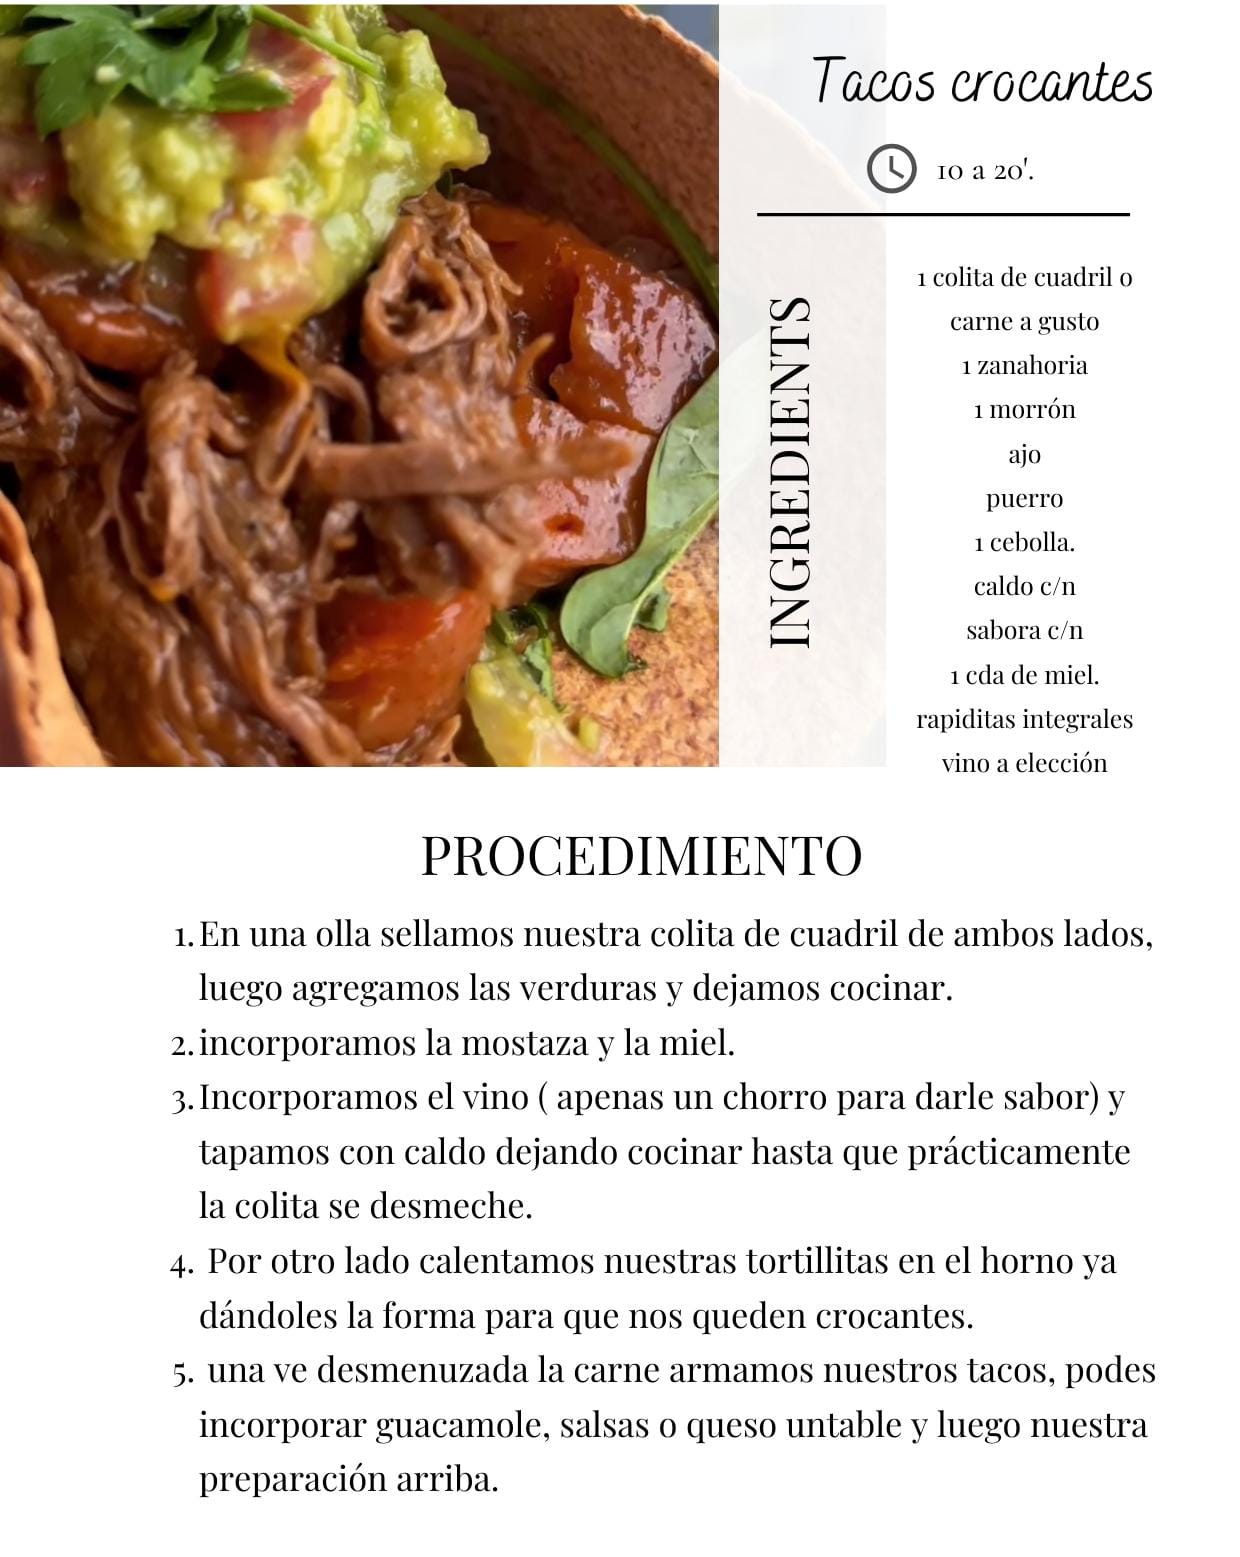 Tacos crocantes
10 a 20'.
INGREDIENTS
1 colita de cuadril o
carne a gusto
1 zanahoria
1 morrón
ajo
puerro
1 cebolla.
caldo c/n
sabora c/n
1 cda de miel.
rapiditas integrales
vino a elección
PROCEDIMIENTO
1. En una olla sellamos nuestra colita de cuadril de ambos lados,
luego agregamos las verduras y dejamos cocinar.
2. incorporamos la mostaza y la miel.
3. Incorporamos el vino ( apenas un chorro para darle sabor) y
tapamos con caldo dejando cocinar hasta que prácticamente
la colita se desmeche.
4. Por otro lado calentamos nuestras tortillitas en el horno ya
dándoles la forma para que nos queden crocantes.
5. una ve desmenuzada la carne armamos nuestros tacos, podes
incorporar guacamole, salsas o queso untable y luego nuestra
preparación arriba.